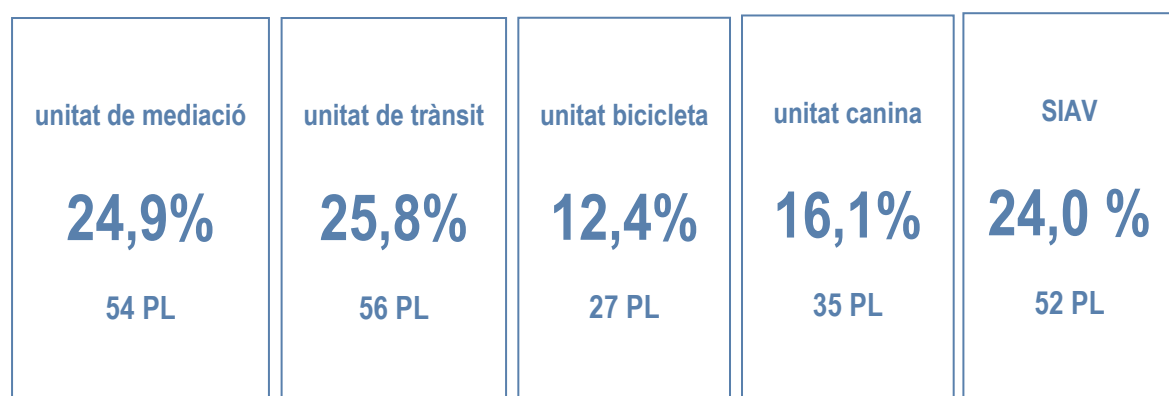 unitat de mediació
24,9%
54 PL
unitat de trànsit
25,8%
56 PL
unitat bicicleta
12,4%
27 PL
unitat canina
16,1%
35 PL
SIAV
24,0 %
52 PL